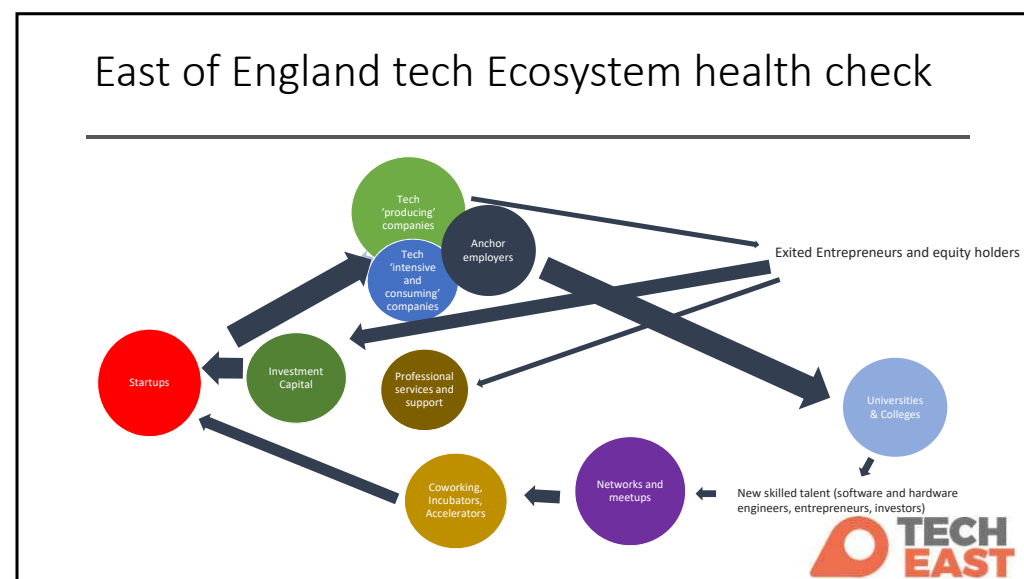 East of England tech Ecosystem health check
Tech
‘producing’
companies
Anchor
employers
Tech
‘intensive
and
consuming’
companies
Exited Entrepreneurs and equity holders
Startups
Investment
Capital
Professional
services and
support
Universities
& Colleges
Coworking,
Incubators,
Accelerators
Networks and
meetups
New skilled talent (software and hardware
engineers, entrepreneurs, investors)
TECH
EAST